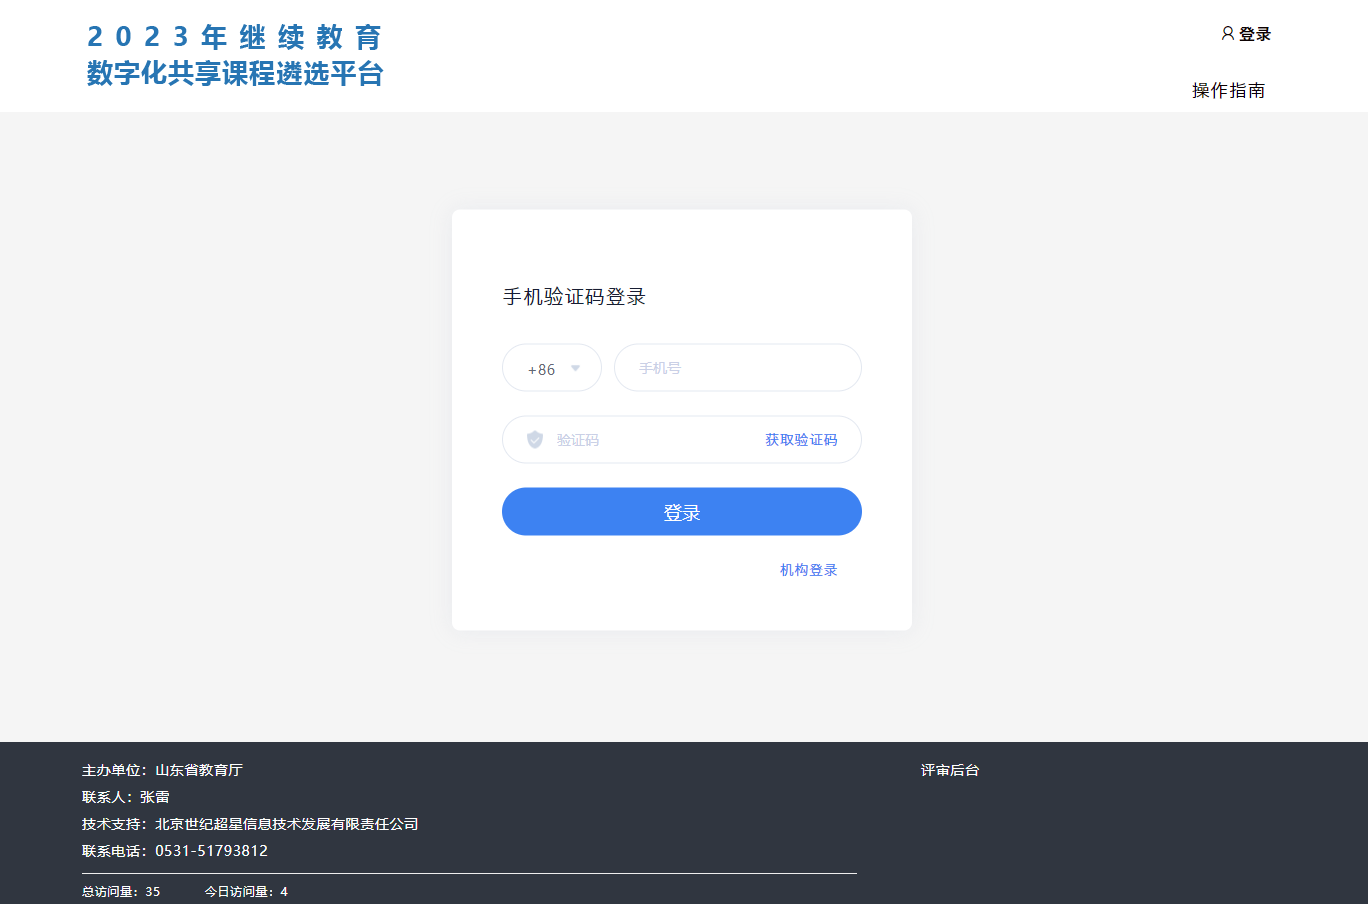 2023年继续教育
数字化共享课程遴选平台
登录
操作指南
手机验证码登录
+86
手机号
验证码
获取验证码
登录
机构登录
主办单位：山东省教育厅
评审后台
联系人：张雷
技术支持：北京世纪超星信息技术发展有限责任公司
联系电话：0531-51793812
总访问量：35 今日访问量：4